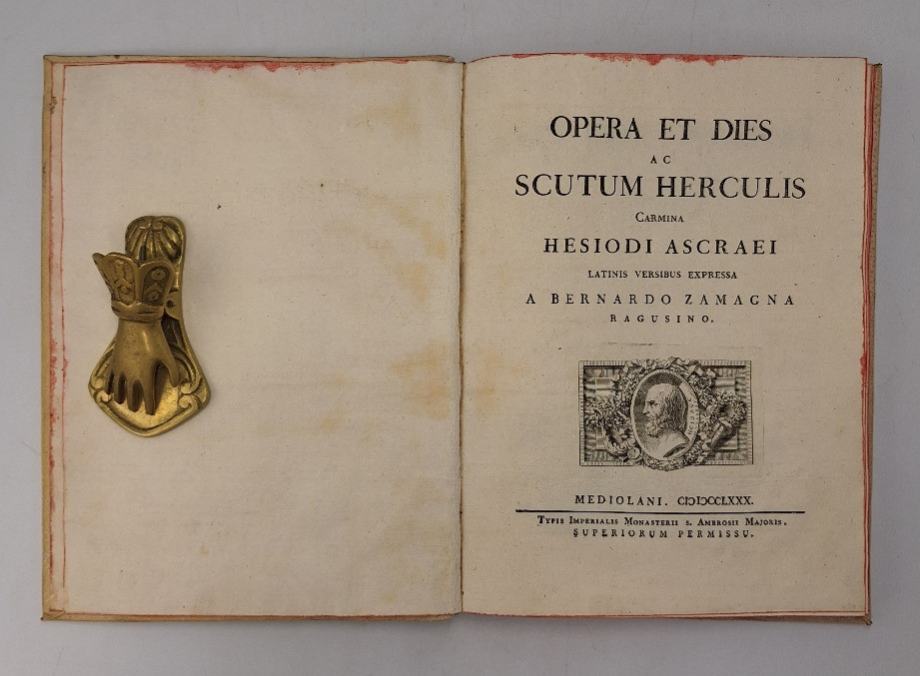 OPERA ET DIES
AC
SCUTUM HERCULIS
CARMINA
HESIODI ASCRAEI
LATINIS VERSIBUS EXPRESSA
A BERNARDO ZAMAGNA
RAGUSINO.
MEDIOLANI. CIƆIƆCCLXXX.
TYPIS IMPERIALIS MONASTERII S. AMBROSII MAJORIS.
SUPERIORUM PERMISSU.